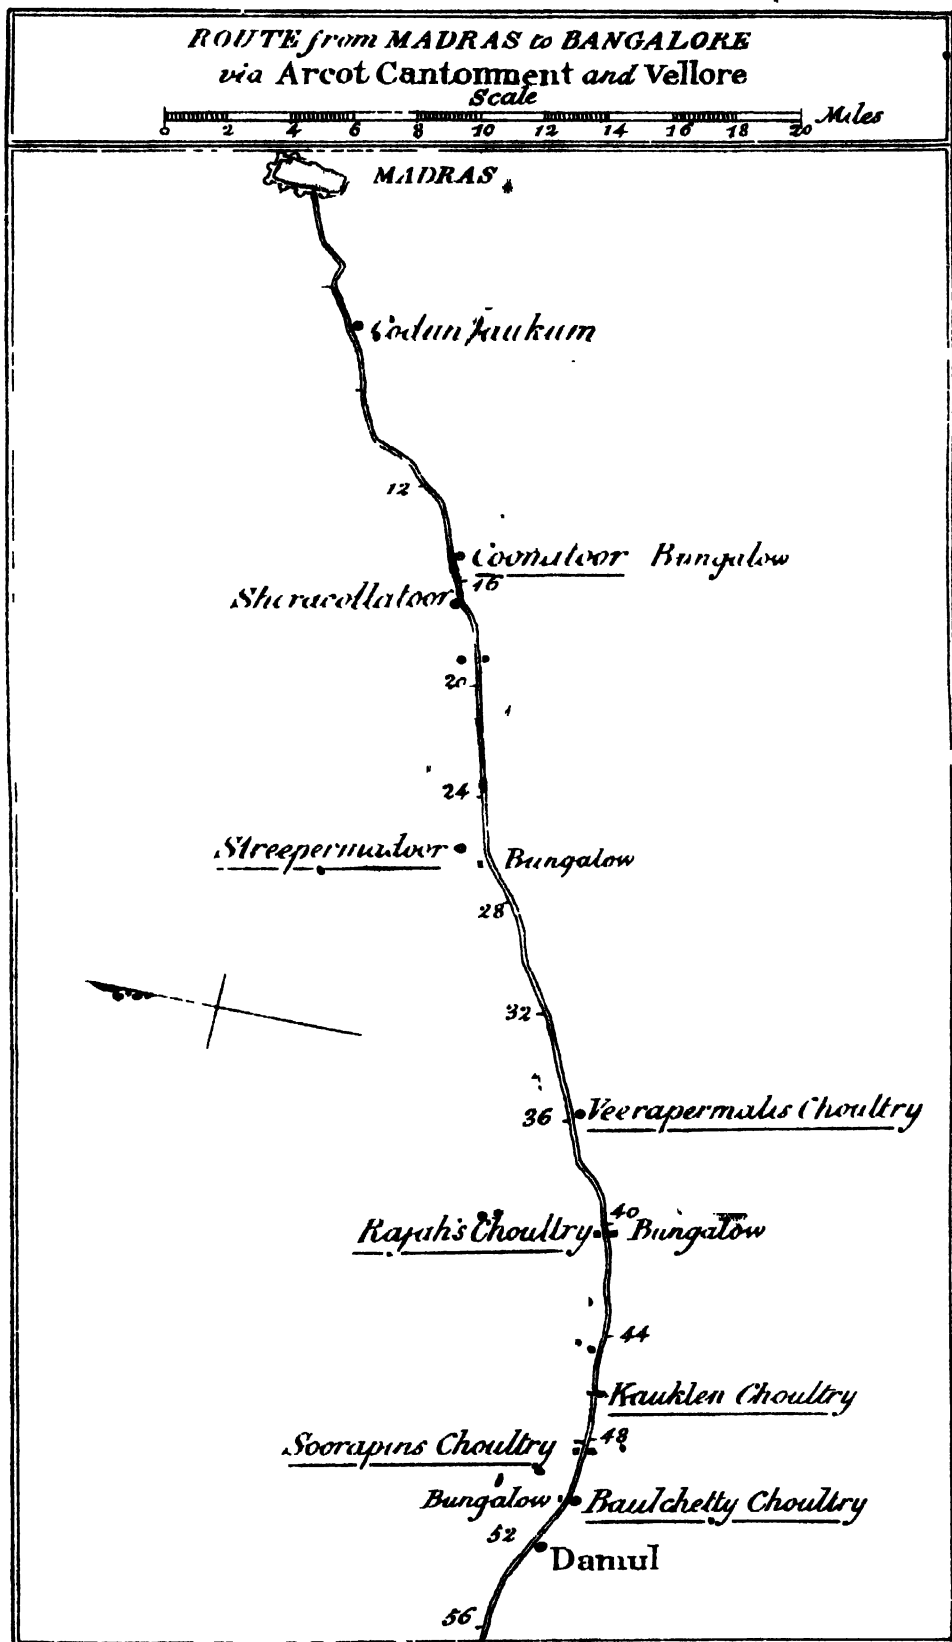 ROUTE from MADRAS to BANGALORE
via Arcot Cantonment and Vellore
Scale
0 2 4 6 8 10 12 14 16 18 20 Miles
MADRAS
12
Coonatoor Bungalow
16
Sheracollatoor
20
24
Streepermatoor
Bungalow
28
32
36 Veerapermalis Choultry
40
Rajah's Choultry Bungalow
44
Kauklen Choultry
48
Soorapins Choultry
Bungalow Baulchetty Choultry
52
Damul
56